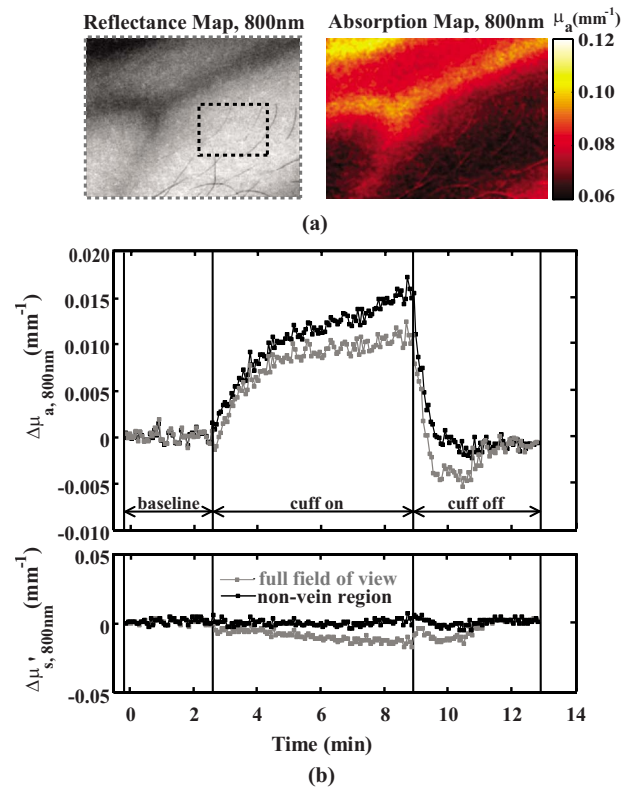 Reflectance Map, 800nm
Absorption Map, 800nm
μa(mm-1)
0.12
0.10
0.08
0.06
(a)
0.020
0.015
0.010
0.005
0
-0.005
-0.010
Δμa, 800nm (mm-1)
baseline
cuff on
cuff off
0.05
0
-0.05
Δμ's, 800nm (mm-1)
full field of view
non-vein region
0 2 4 6 8 10 12 14
Time (min)
(b)